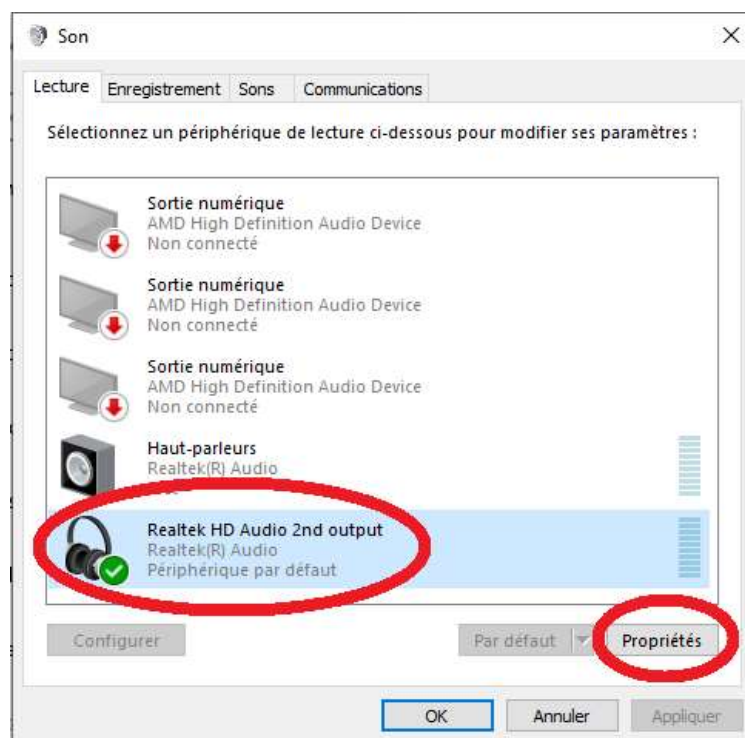 Son
Lecture Enregistrement Sons Communications
Sélectionnez un périphérique de lecture ci-dessous pour modifier ses paramètres :
Sortie numérique
AMD High Definition Audio Device
Non connecté
Sortie numérique
AMD High Definition Audio Device
Non connecté
Sortie numérique
AMD High Definition Audio Device
Non connecté
Haut-parleurs
Realtek(R) Audio
Realtek HD Audio 2nd output
Realtek(R) Audio
Périphérique par défaut
Configurer Par défaut Propriétés
OK Annuler Appliquer